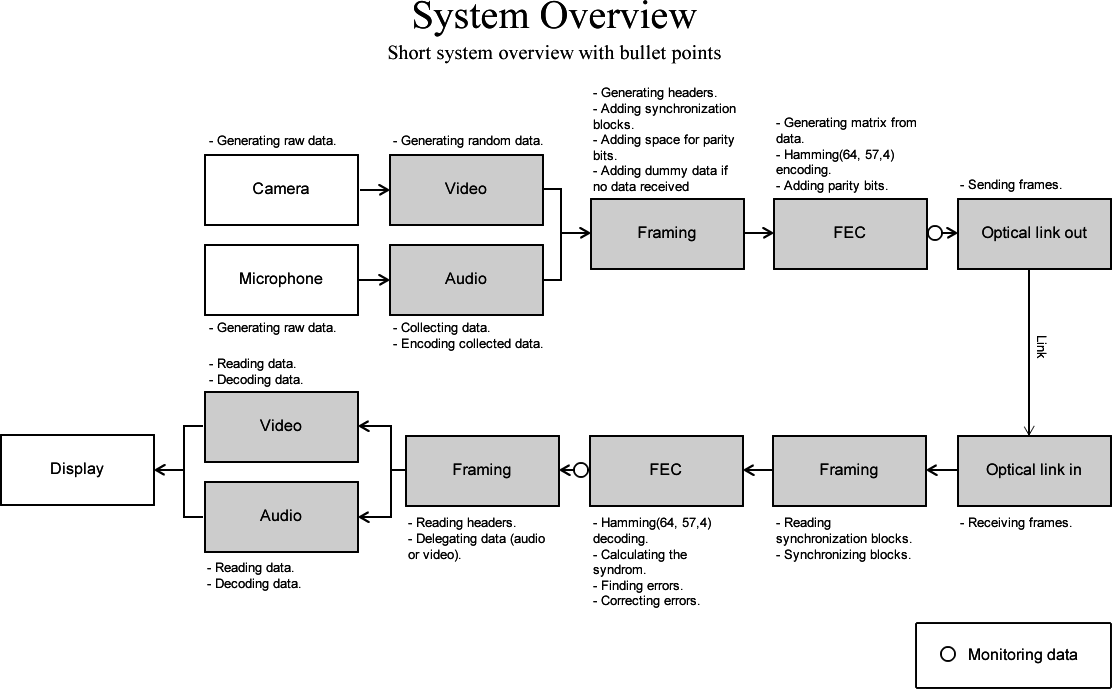 System Overview
Short system overview with bullet points
- Generating headers.
- Adding synchronization
blocks.
- Adding space for parity
bits.
- Adding dummy data if
no data received
- Generating matrix from
data.
- Hamming(64, 57,4)
encoding.
- Adding parity bits.
- Generating raw data.
- Generating random data.
- Sending frames.
Camera
Video
Framing
FEC
Optical link out
Microphone
Audio
- Generating raw data.
- Collecting data.
- Encoding collected data.
Link
- Reading data.
- Decoding data.
Video
Display
Framing
FEC
Framing
Optical link in
Audio
- Reading data.
- Decoding data.
- Reading headers.
- Delegating data (audio
or video).
- Hamming(64, 57,4)
decoding.
- Calculating the
syndrom.
- Finding errors.
- Correcting errors.
- Reading
synchronization blocks.
- Synchronizing blocks.
- Receiving frames.
Monitoring data